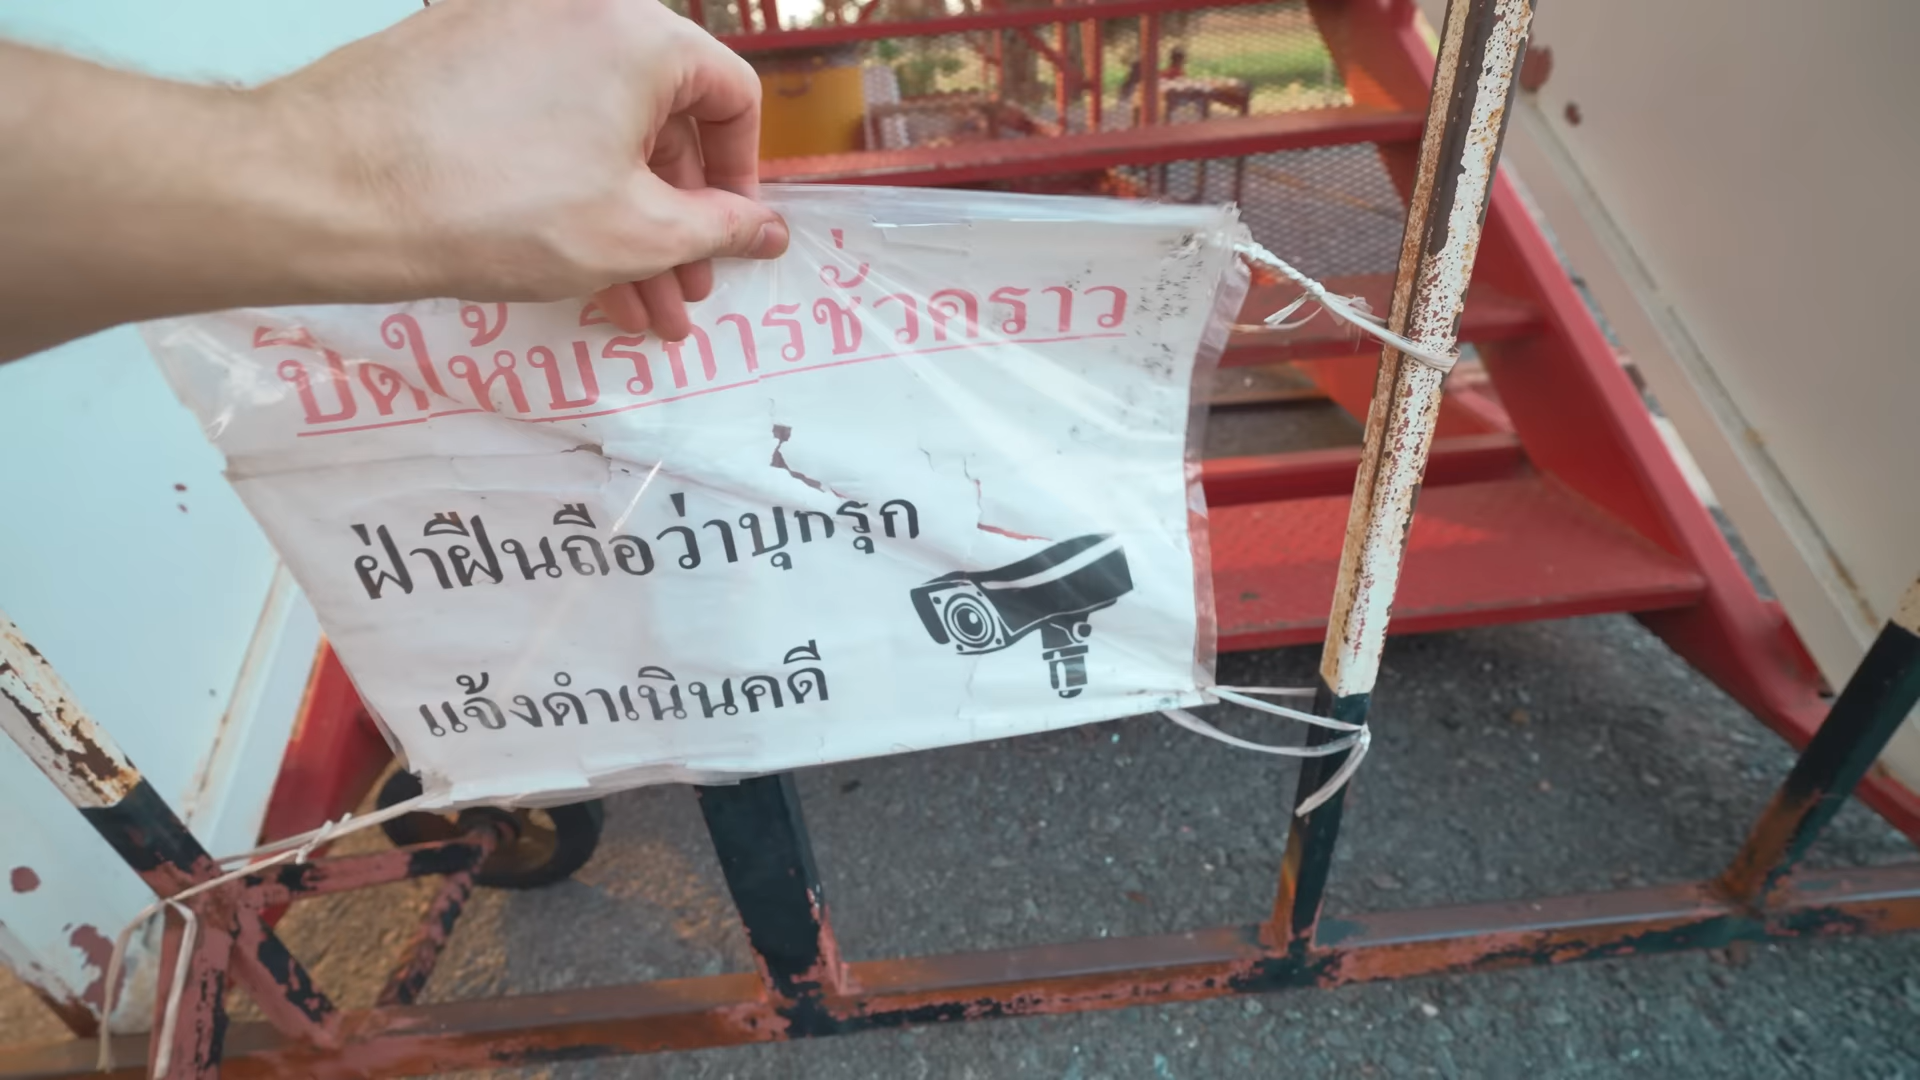 ปิดให้บริการชั่วคราว
ฝ่าฝืนถือว่าบุกรุก
แจ้งดำเนินคดี